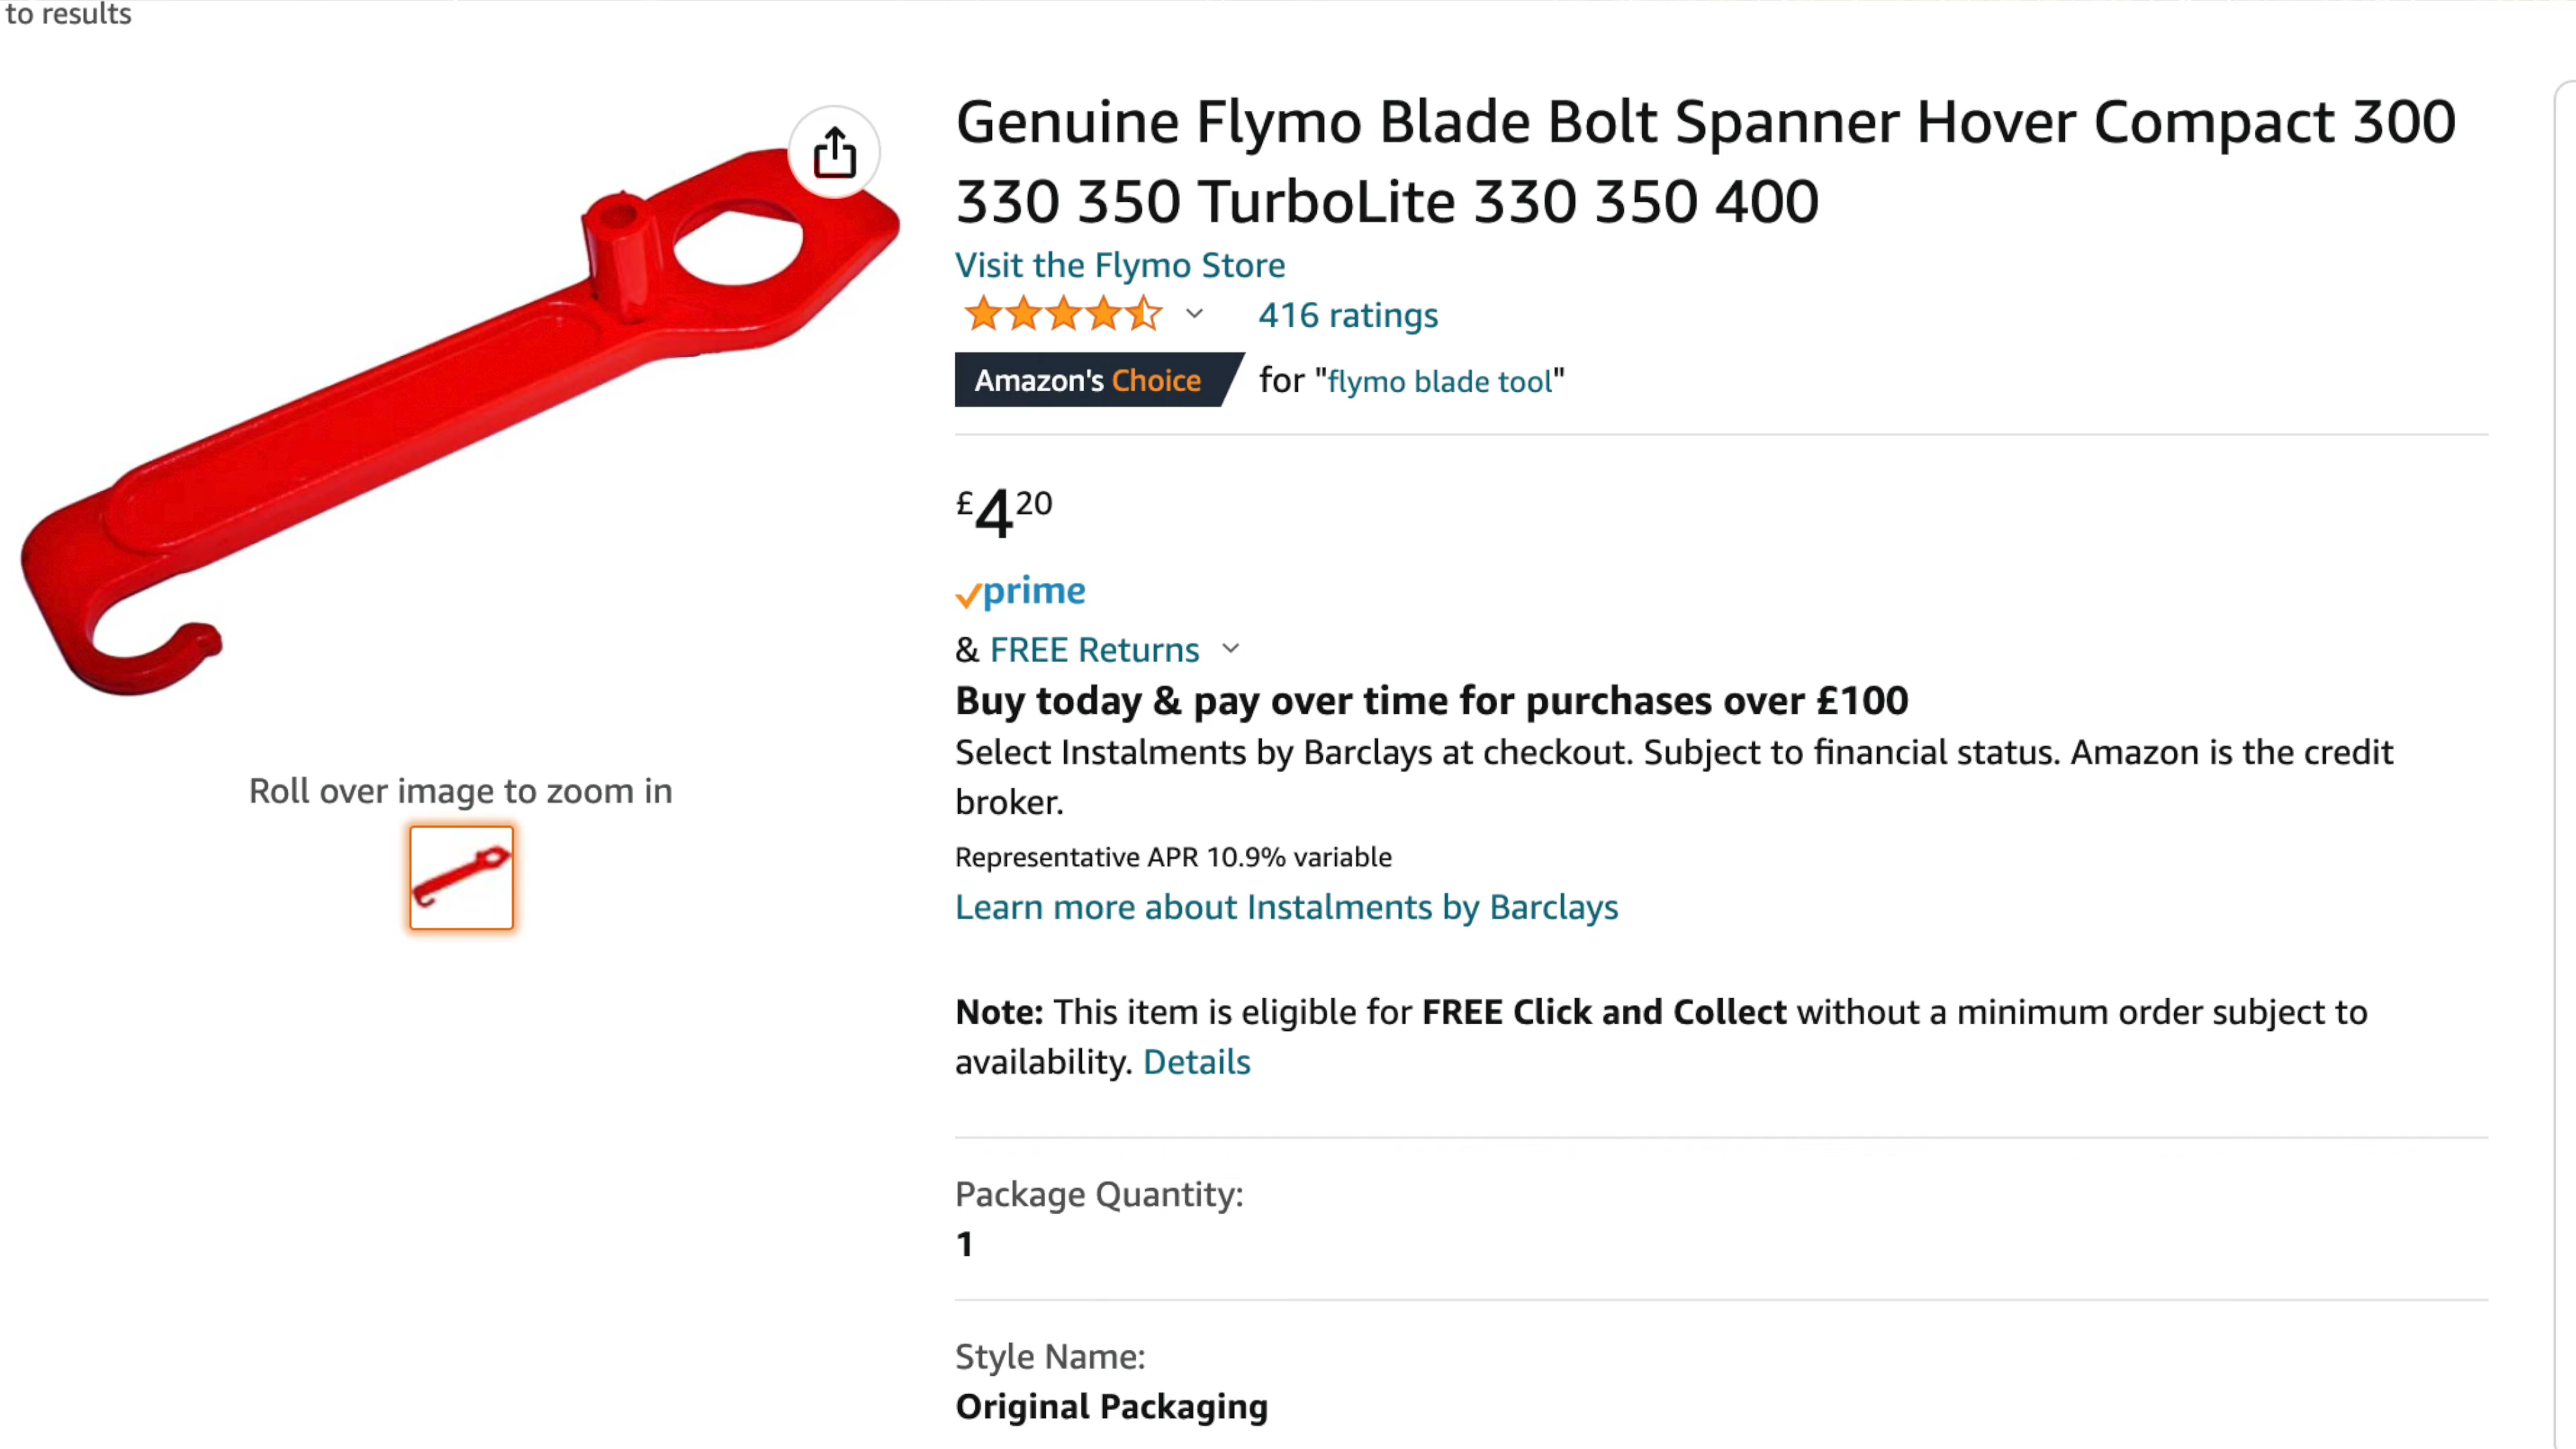 to results
Genuine Flymo Blade Bolt Spanner Hover Compact 300
330 350 TurboLite 330 350 400
Visit the Flymo Store
416 ratings
Amazon's Choice for "flymo blade tool"
£4 20
prime
& FREE Returns
Buy today & pay over time for purchases over £100
Select Instalments by Barclays at checkout. Subject to financial status. Amazon is the credit
broker.
Representative APR 10.9% variable
Learn more about Instalments by Barclays
Roll over image to zoom in
Note: This item is eligible for FREE Click and Collect without a minimum order subject to
availability. Details
Package Quantity:
1
Style Name:
Original Packaging